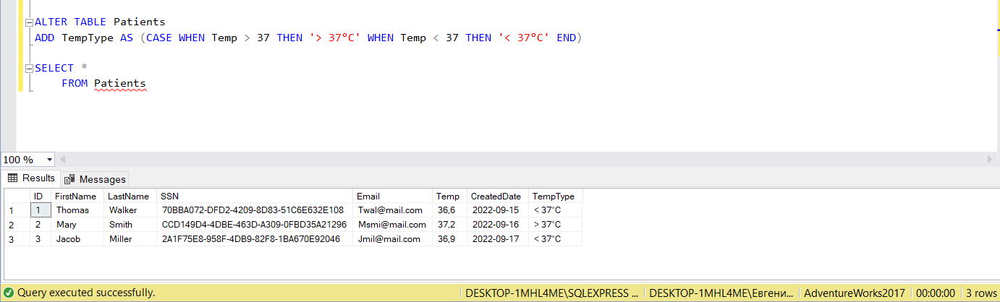 ALTER TABLE Patients
ADD TempType AS (CASE WHEN Temp > 37 THEN '> 37°C' WHEN Temp < 37 THEN '< 37°C' END)
SELECT *
FROM Patients
100 %
Results Messages
ID FirstName LastName SSN Email Temp CreatedDate TempType
1 1 Thomas Walker 70BBA072-DFD2-4209-8D83-51C6E632E108 Twal@mail.com 36,6 2022-09-15 < 37°C
2 2 Mary Smith CCD149D4-4DBE-463D-A309-0FBD35A21296 Msmi@mail.com 37,2 2022-09-16 > 37°C
3 3 Jacob Miller 2A1F75E8-958F-4DB9-82F8-1BA670E92046 Jmil@mail.com 36,9 2022-09-17 < 37°C
Query executed successfully. DESKTOP-1MHL4ME\SQLEXPRESS ... DESKTOP-1MHL4ME\Евгени... AdventureWorks2017 00:00:00 3 rows